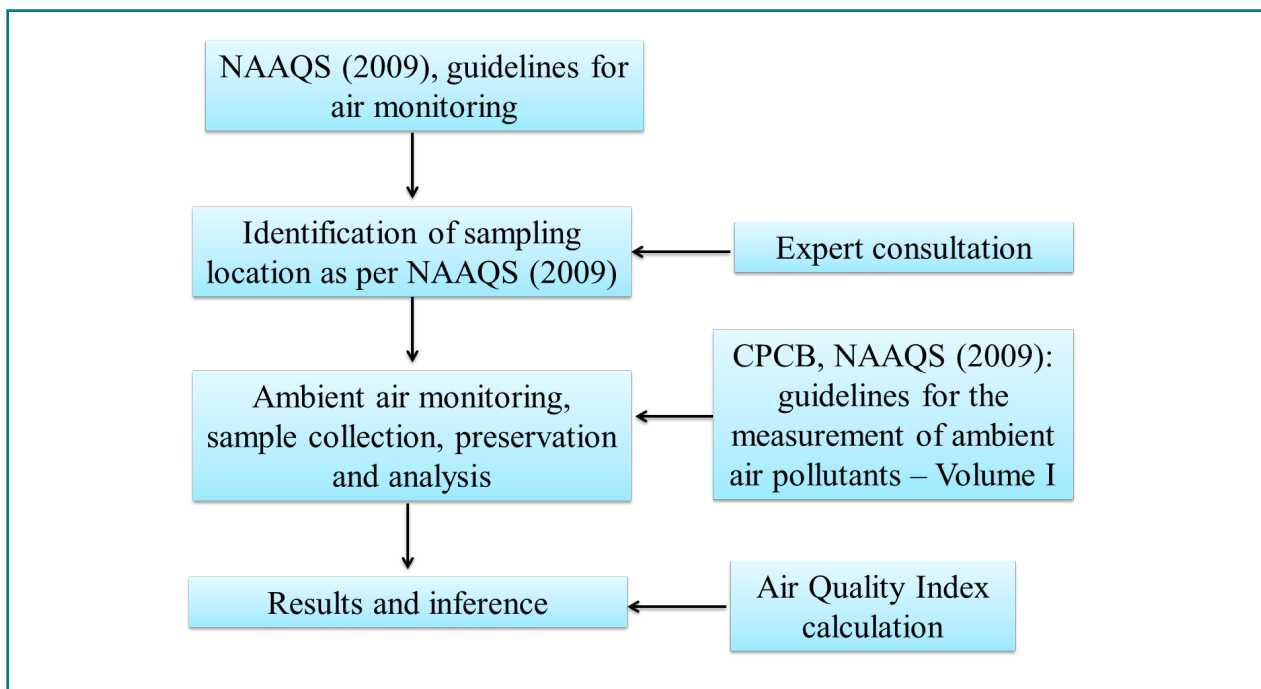 NAAQS (2009), guidelines for
air monitoring
Identification of sampling
location as per NAAQS (2009)
Expert consultation
Ambient air monitoring,
sample collection, preservation
and analysis
CPCB, NAAQS (2009):
guidelines for the
measurement of ambient
air pollutants – Volume I
Results and inference
Air Quality Index
calculation